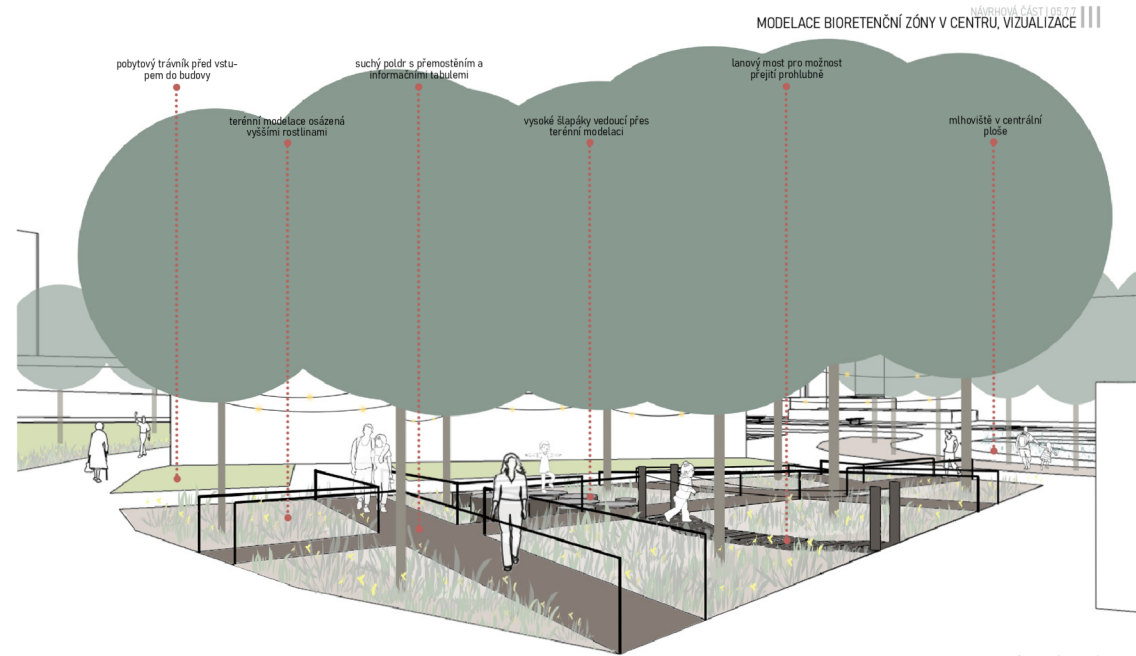 NÁVRHOVÁ ČÁST | 05.7.7
MODELACE BIORETENČNÍ ZÓNY V CENTRU, VIZUALIZACE
pobytový trávník před vstu-
pem do budovy
suchý poldr s přemostěním a
informačními tabulemi
lanový most pro možnost
přejití prohlubně
terénní modelace osázená
vyššími rostlinami
vysoké šlapáky vedoucí přes
terénní modelaci
mlhoviště v centrální
ploše